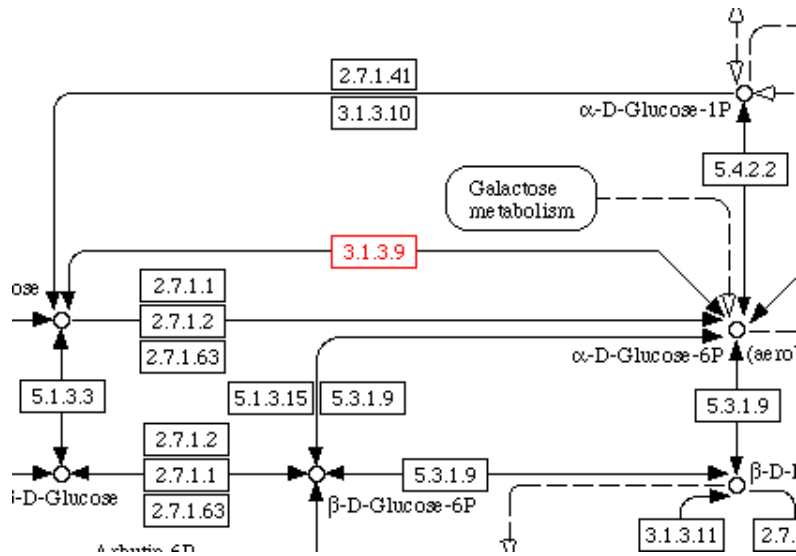 2.7.1.41
3.1.3.10
α-D-Glucose-1P
5.4.2.2
Galactose
metabolism
3.1.3.9
2.7.1.1
2.7.1.2
2.7.1.63
α-D-Glucose-6P
5.1.3.3
5.1.3.15
5.3.1.9
5.3.1.9
2.7.1.2
2.7.1.1
2.7.1.63
5.3.1.9
-D-Glucose
β-D-Glucose-6P
3.1.3.11